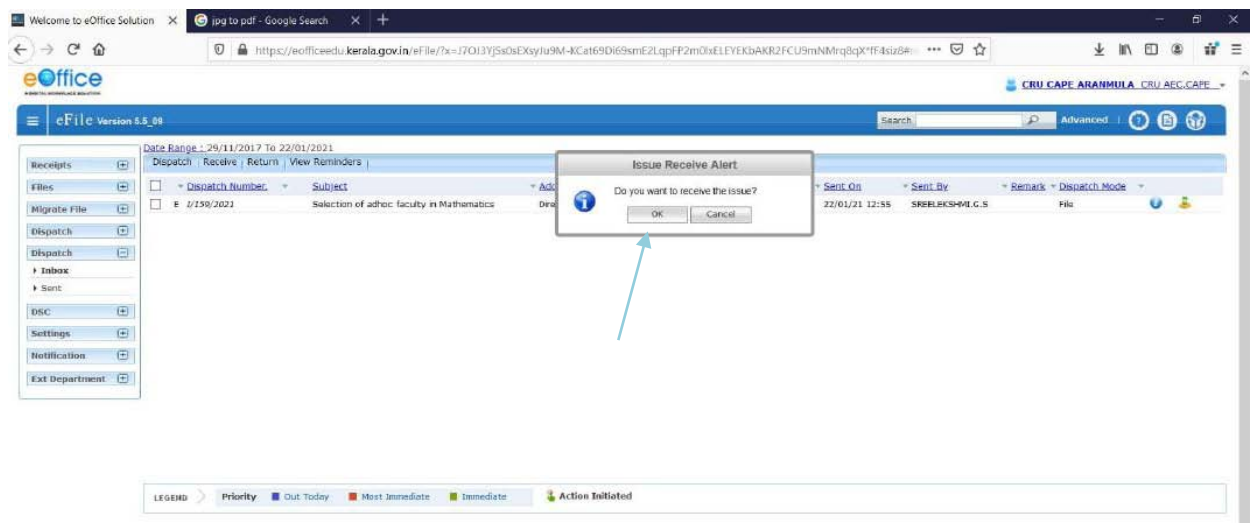 Welcome to eOffice Solution
jpg to pdf - Google Search
https://eofficeedu.kerala.gov.in/eFile/?x=
eOffice
CRU CAPE ARANMULA CRU AEC.CAPE
eFile Version
Search
Advanced
Date Range : 29/11/2017 To 22/01/2021
Dispatch Receive Return View Reminders
Receipts
Files
Migrate File
Dispatch
Dispatch
Inbox
Sent
DSC
Settings
Notification
Ext Department
Dispatch Number. Subject Sent On Sent By Remark Dispatch Mode
E I/159/2021 Selection of adhoc faculty in Mathematics Dire 22/01/21 12:55 SREELEKSHMI.G.S File
Issue Receive Alert
Do you want to receive the issue?
OK Cancel
LEGEND Priority Out Today Most Immediate Immediate Action Initiated